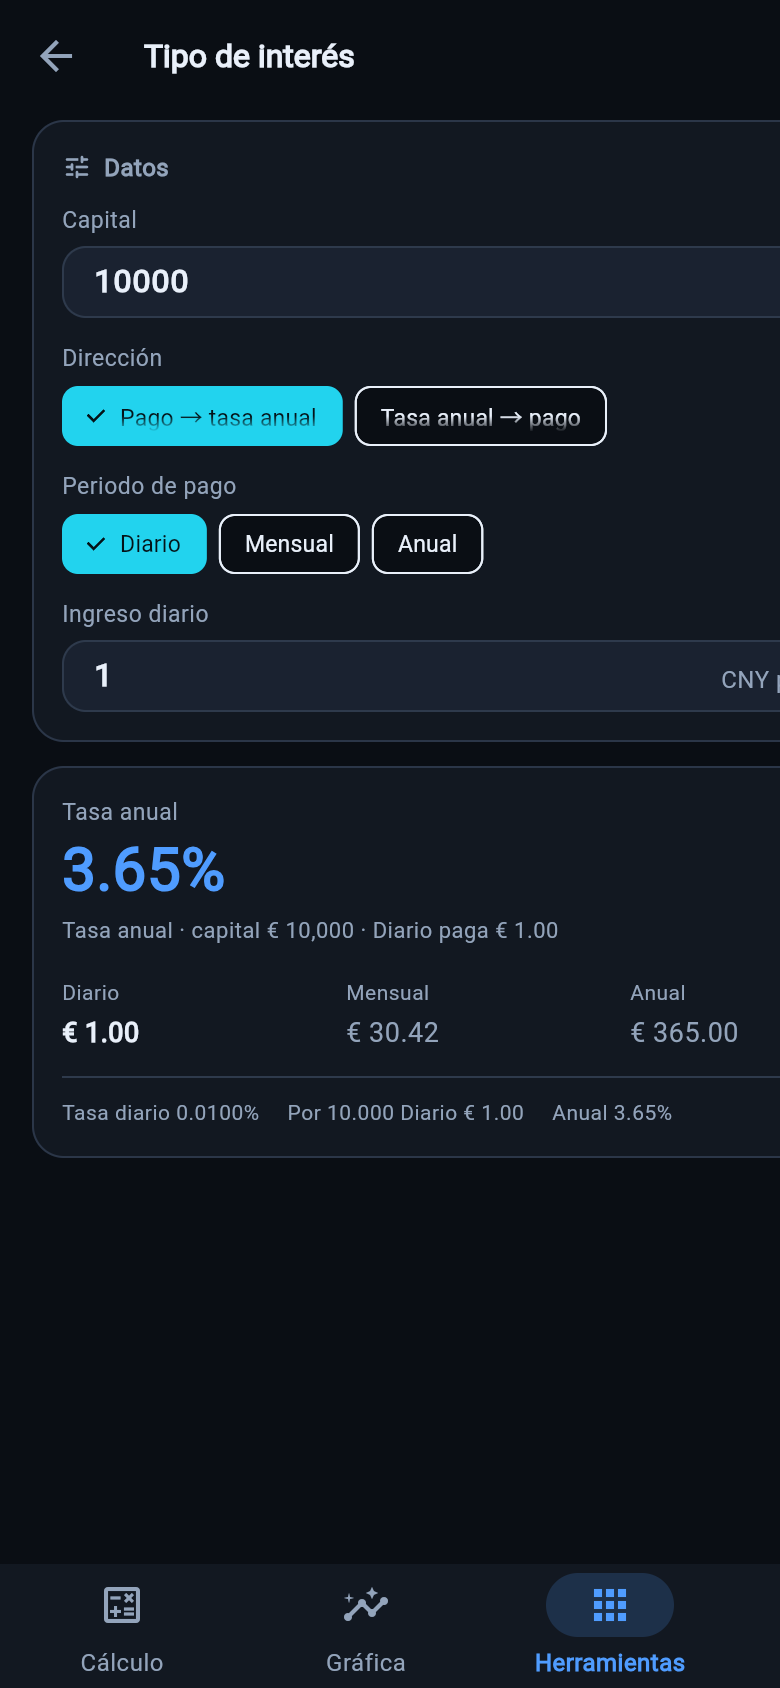 Tipo de interés
Datos
Capital
10000
Dirección
Pago → tasa anual
Tasa anual → pago
Periodo de pago
Diario
Mensual
Anual
Ingreso diario
1
CNY
Tasa anual
3.65%
Tasa anual · capital € 10,000 · Diario paga € 1.00
Diario
Mensual
Anual
€ 1.00
€ 30.42
€ 365.00
Tasa diario 0.0100%
Por 10.000 Diario € 1.00
Anual 3.65%
Cálculo
Gráfica
Herramientas